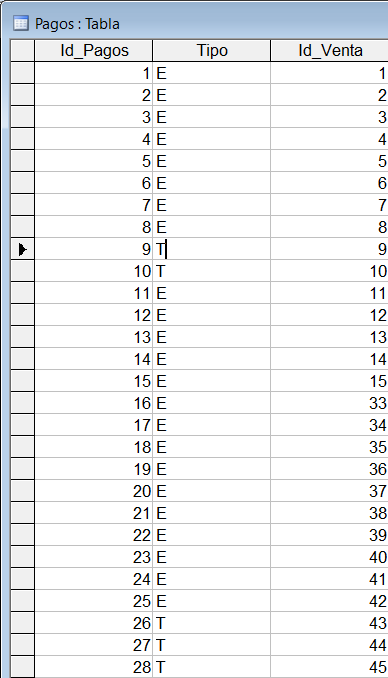 Pagos : Tabla
Id_Pagos Tipo Id_Venta
1 E 1
2 E 2
3 E 3
4 E 4
5 E 5
6 E 6
7 E 7
8 E 8
9 T 9
10 T 10
11 E 11
12 E 12
13 E 13
14 E 14
15 E 15
16 E 33
17 E 34
18 E 35
19 E 36
20 E 37
21 E 38
22 E 39
23 E 40
24 E 41
25 E 42
26 T 43
27 T 44
28 T 45